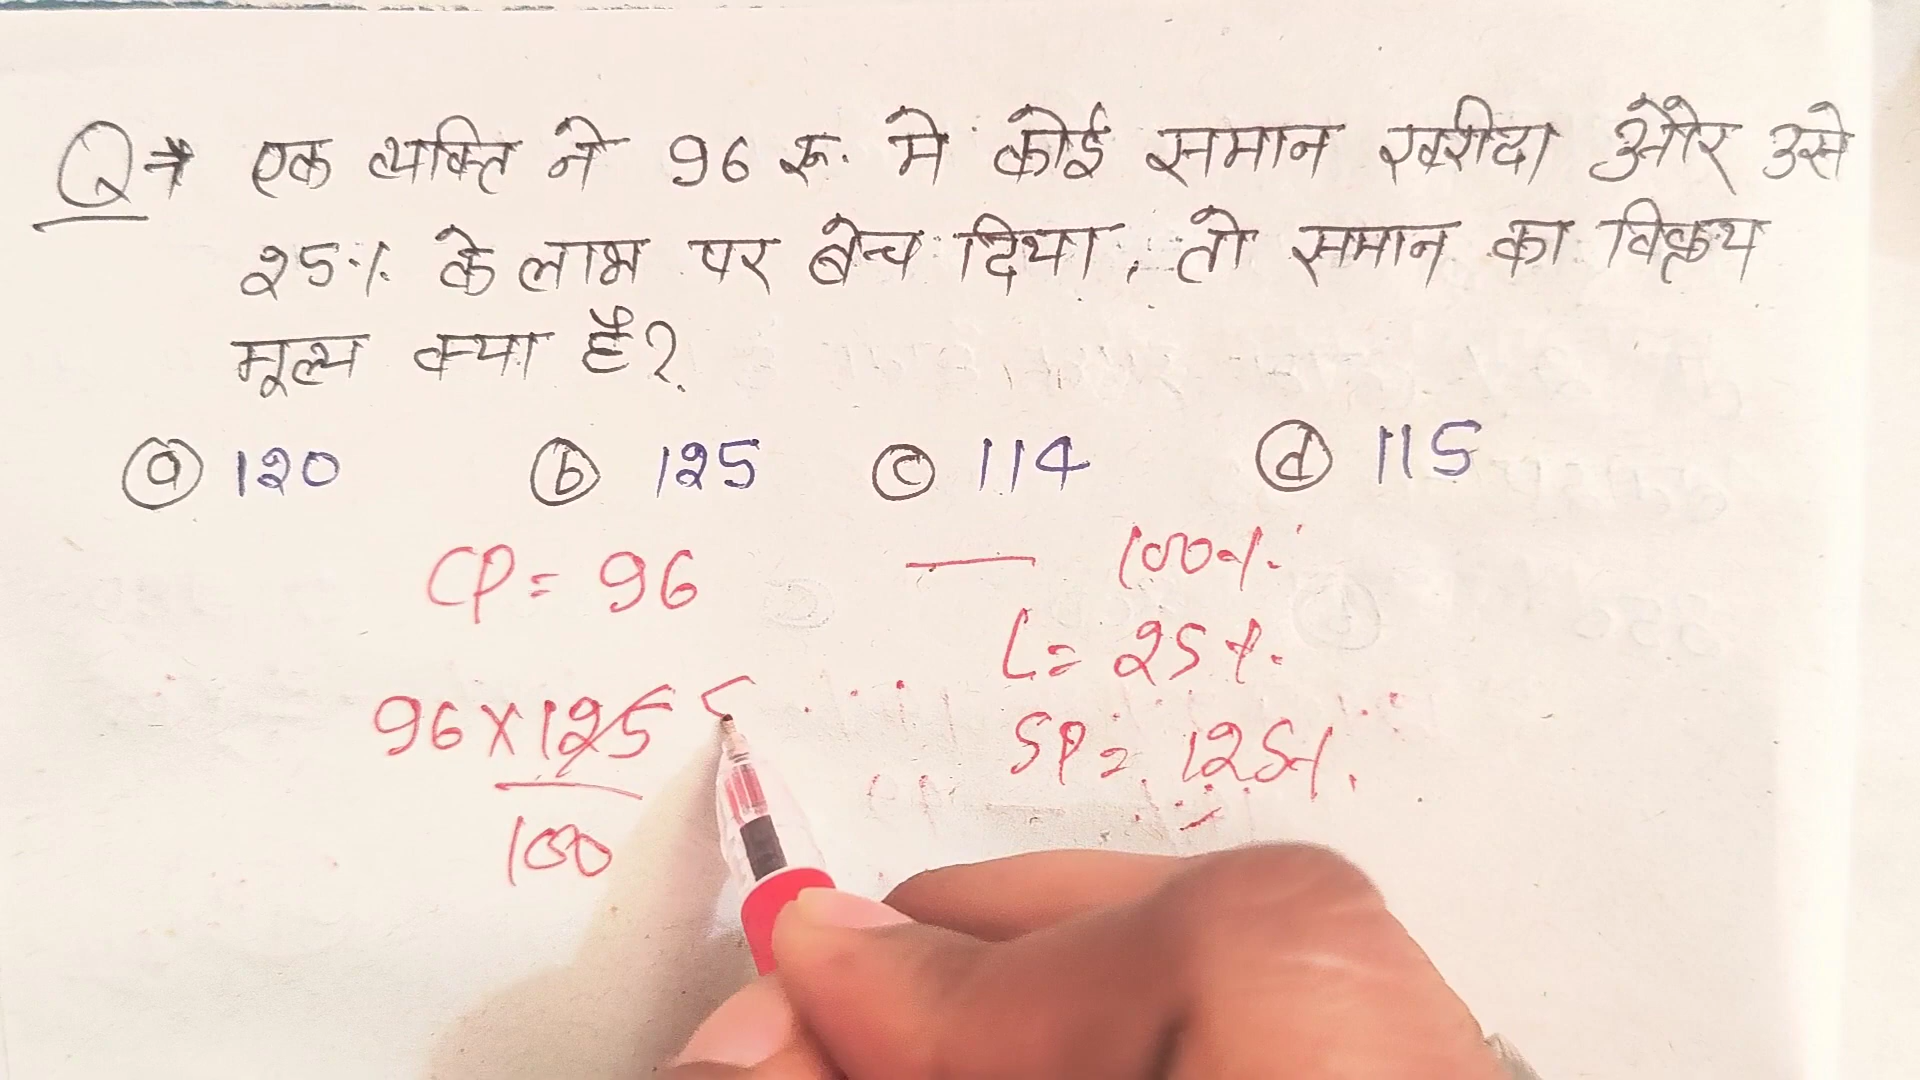 Q→ एक व्यक्ति ने 96 रू. मे कोई समान खरीदा और उसे
25% के लाभ पर बेच दिया, तो समान का विक्रय
मूल्य क्या है?
(a) 120 (b) 125 (c) 114 (d) 115
CP = 96 — 100%
L = 25%
96 × 125 5
SP = 125%
100